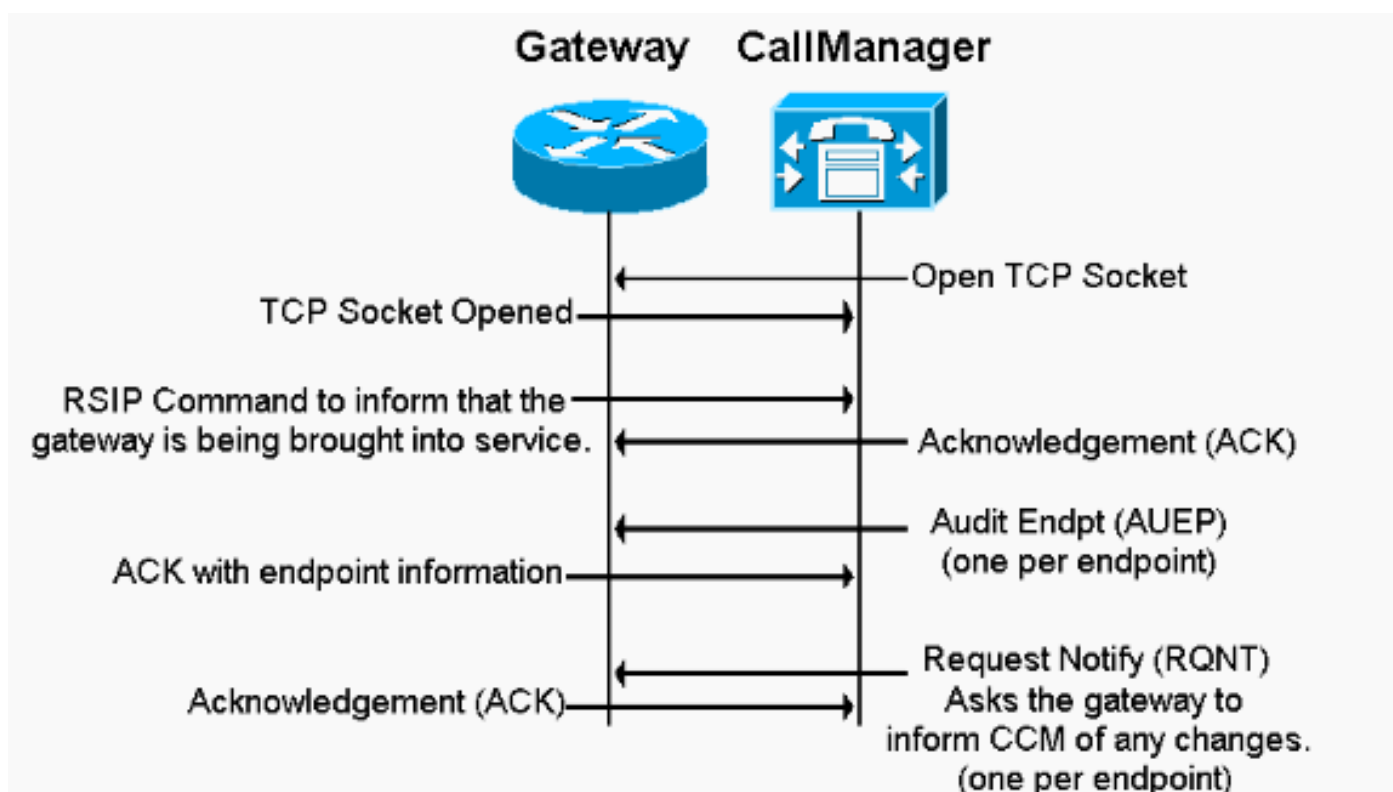 Gateway CallManager
Open TCP Socket
TCP Socket Opened
RSIP Command to inform that the
gateway is being brought into service.
Acknowledgement (ACK)
Audit Endpt (AUEP)
(one per endpoint)
ACK with endpoint information
Request Notify (RQNT)
Asks the gateway to
inform CCM of any changes.
(one per endpoint)
Acknowledgement (ACK)